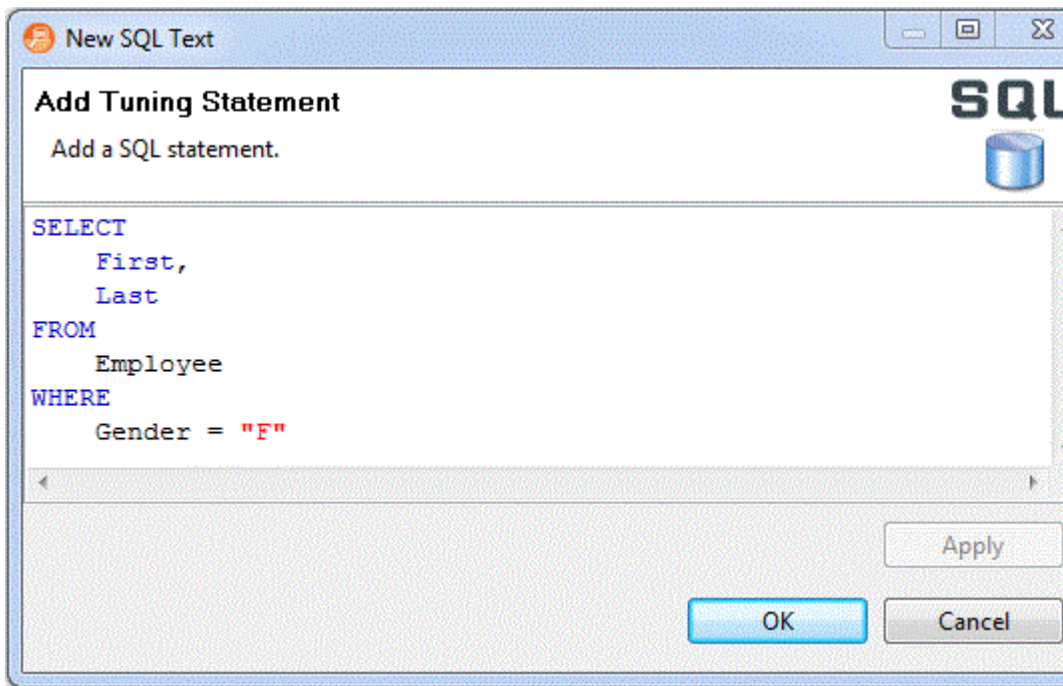 New SQL Text
Add Tuning Statement
SQL
Add a SQL statement.
SELECT
    First,
    Last
FROM
    Employee
WHERE
    Gender = "F"
Apply
OK
Cancel